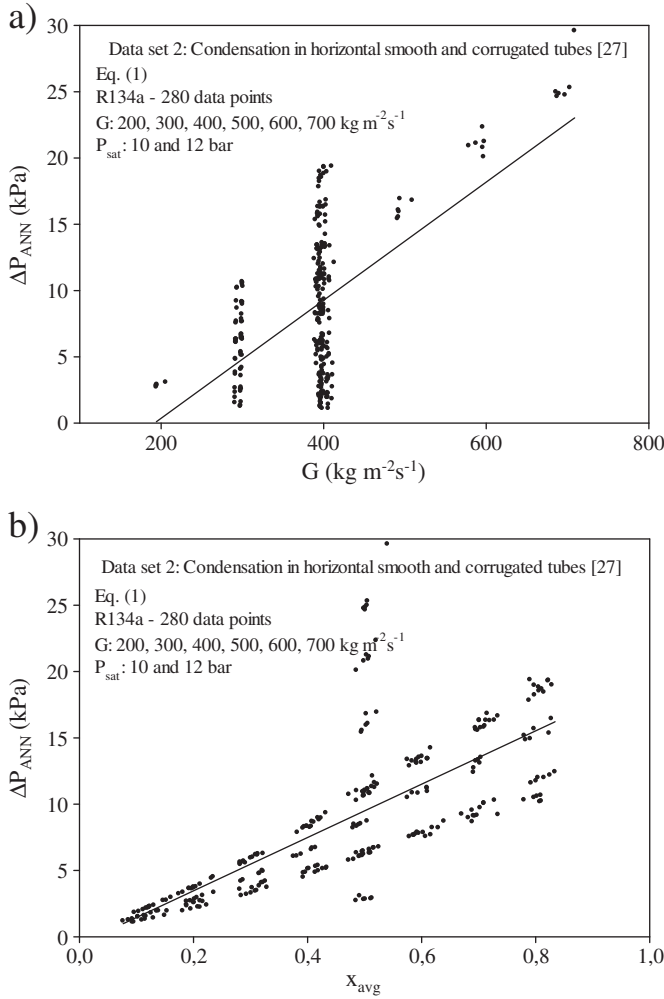 a)
30
25
20
15
10
5
0
ΔP_ANN (kPa)
Data set 2: Condensation in horizontal smooth and corrugated tubes [27]
Eq. (1)
R134a - 280 data points
G: 200, 300, 400, 500, 600, 700 kg m⁻²s⁻¹
P_sat: 10 and 12 bar
200 400 600 800
G (kg m⁻²s⁻¹)
b)
30
25
20
15
10
5
0
ΔP_ANN (kPa)
Data set 2: Condensation in horizontal smooth and corrugated tubes [27]
Eq. (1)
R134a - 280 data points
G: 200, 300, 400, 500, 600, 700 kg m⁻²s⁻¹
P_sat: 10 and 12 bar
0,0 0,2 0,4 0,6 0,8 1,0
x_avg